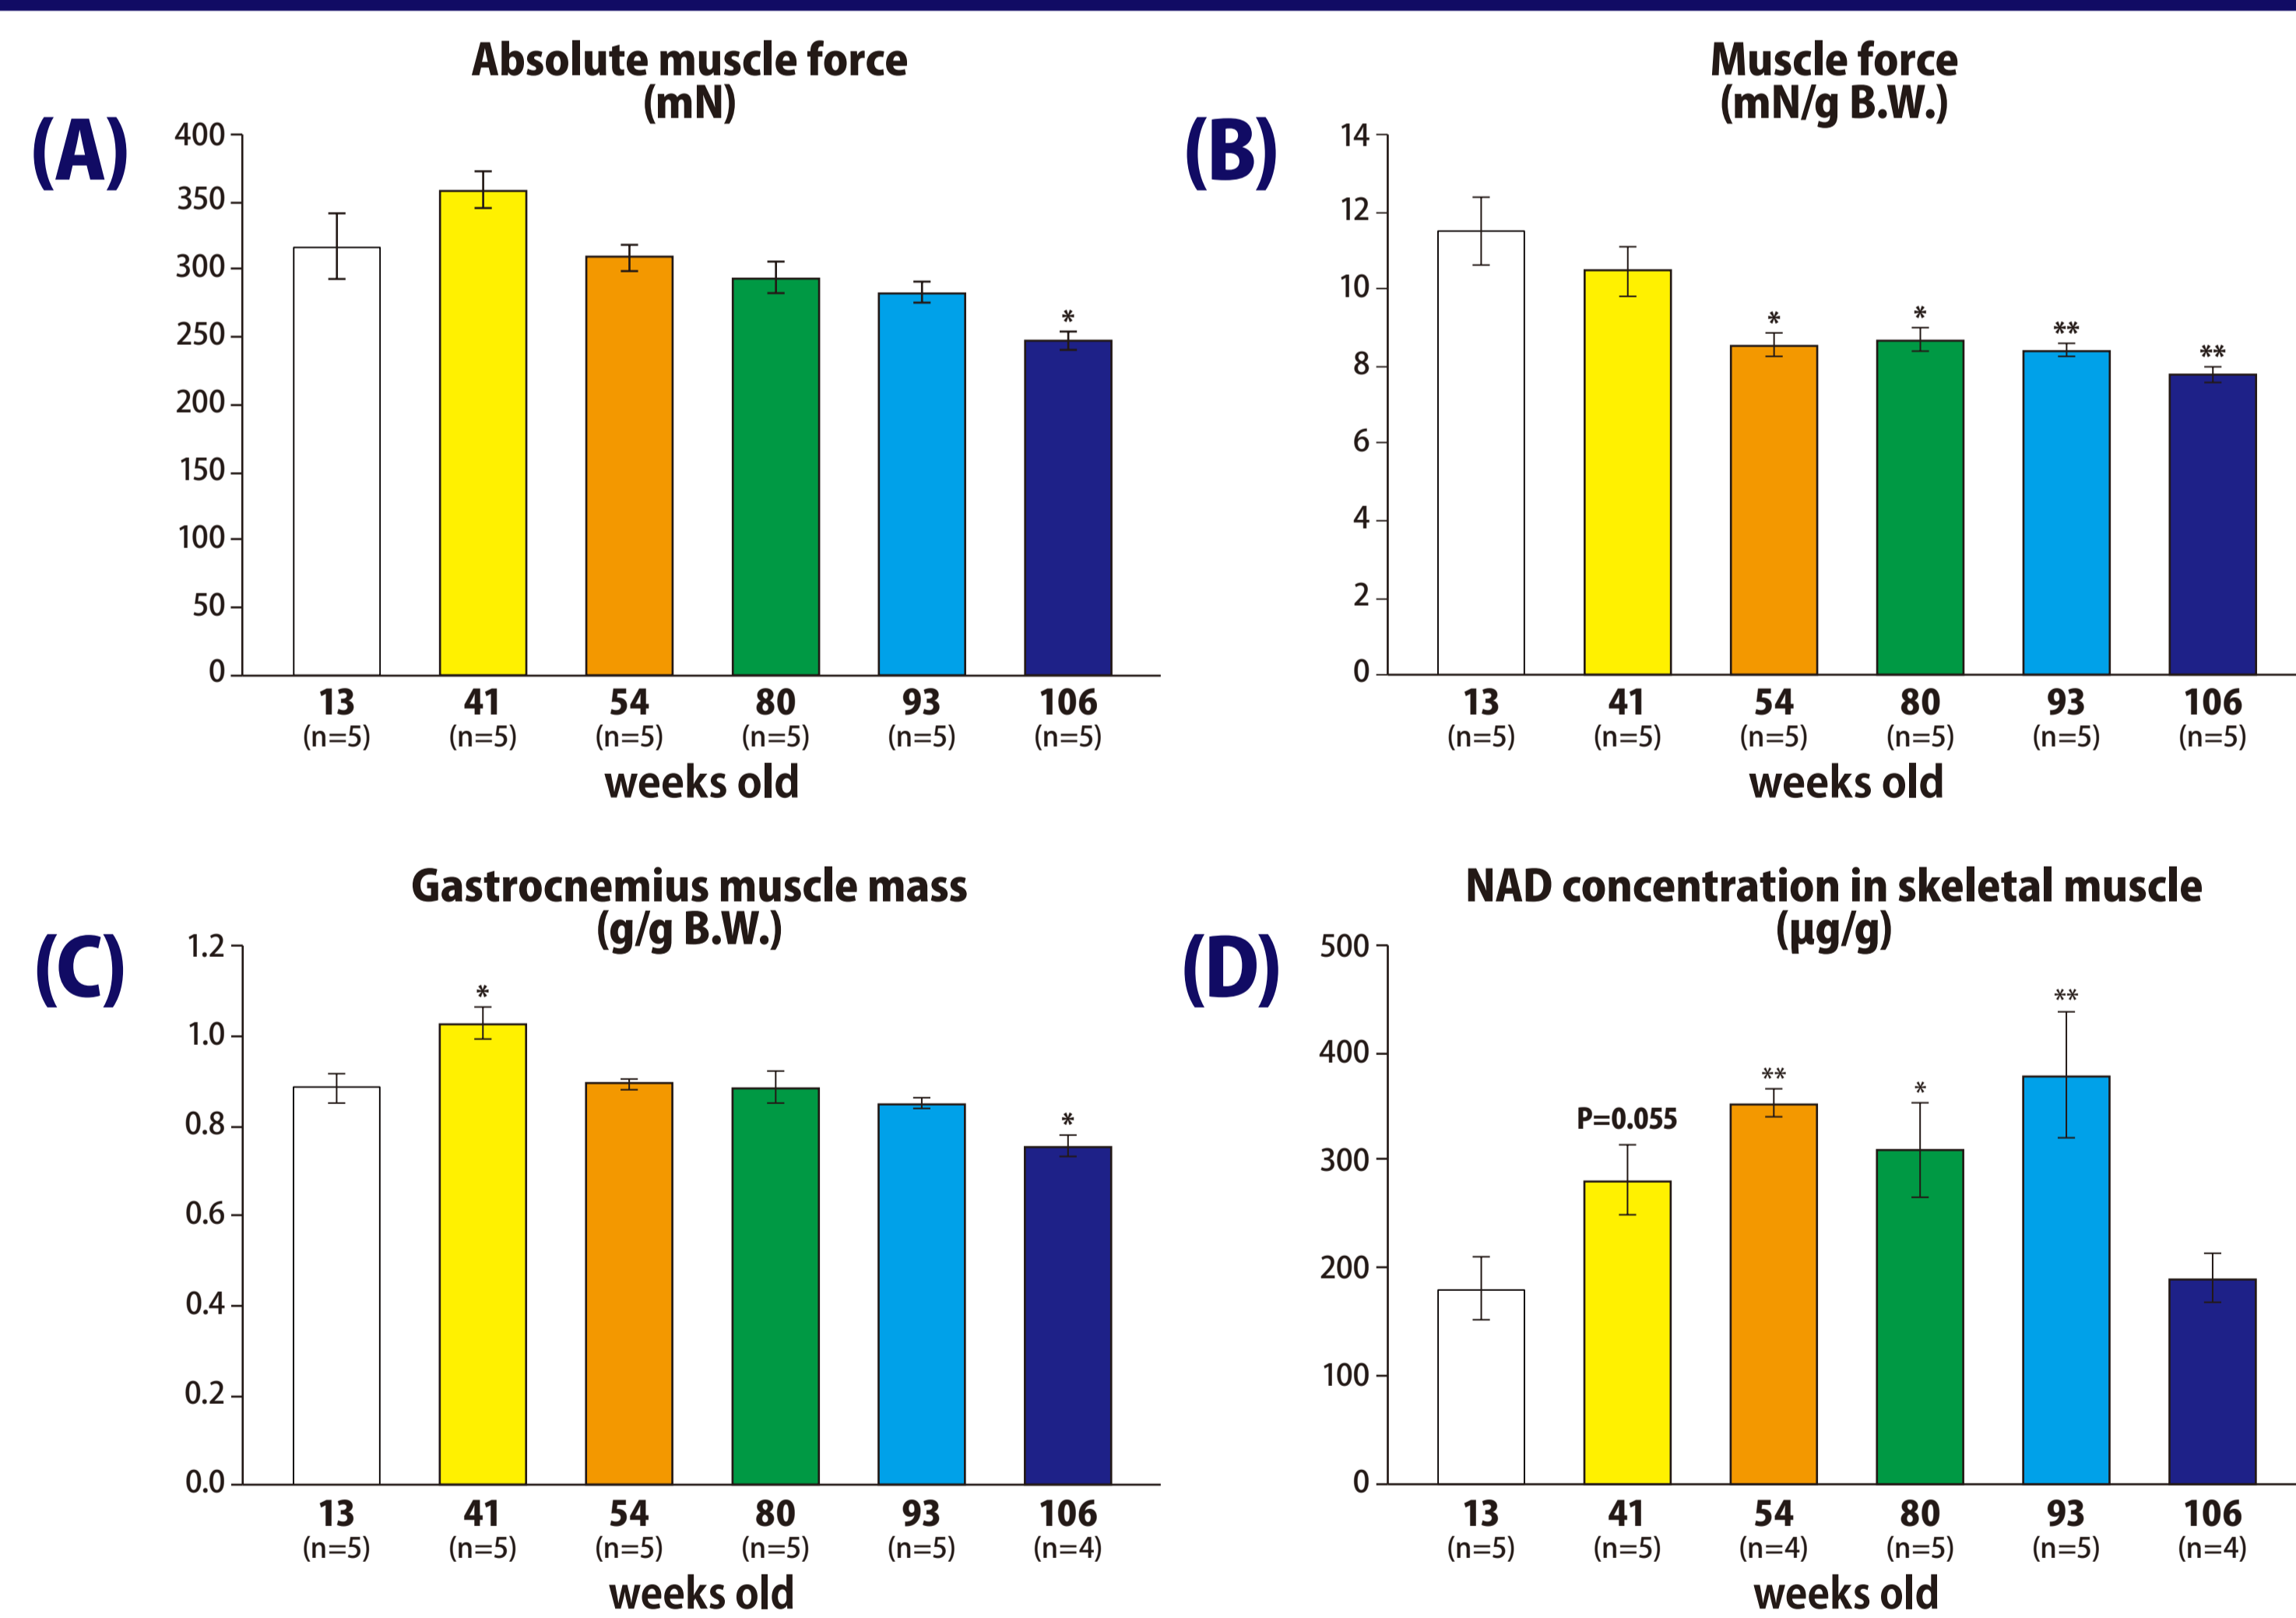 Absolute muscle force
(mN)
(A)
400
350
300
250
200
150
100
50
0
*
13 41 54 80 93 106
(n=5) (n=5) (n=5) (n=5) (n=5) (n=5)
weeks old
Muscle force
(mN/g B.W.)
(B)
14
12
10
8
6
4
2
0
* * ** **
13 41 54 80 93 106
(n=5) (n=5) (n=5) (n=5) (n=5) (n=5)
weeks old
Gastrocnemius muscle mass
(g/g B.W.)
(C)
1.2
1.0
0.8
0.6
0.4
0.2
0.0
* *
13 41 54 80 93 106
(n=5) (n=5) (n=5) (n=5) (n=5) (n=4)
weeks old
NAD concentration in skeletal muscle
(µg/g)
(D)
500
400
300
200
100
0
P=0.055 ** * **
13 41 54 80 93 106
(n=5) (n=5) (n=4) (n=5) (n=5) (n=4)
weeks old